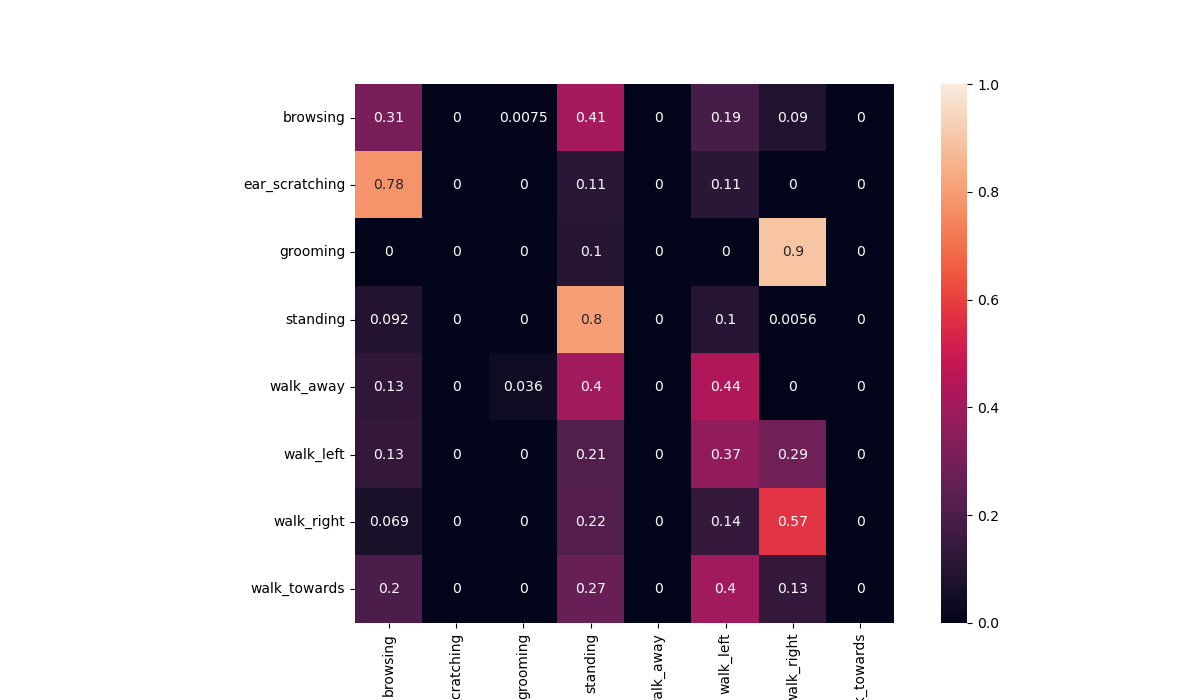 browsing 0.31 0 0.0075 0.41 0 0.19 0.09 0
ear_scratching 0.78 0 0 0.11 0 0.11 0 0
grooming 0 0 0 0.1 0 0 0.9 0
standing 0.092 0 0 0.8 0 0.1 0.0056 0
walk_away 0.13 0 0.036 0.4 0 0.44 0 0
walk_left 0.13 0 0 0.21 0 0.37 0.29 0
walk_right 0.069 0 0 0.22 0 0.14 0.57 0
walk_towards 0.2 0 0 0.27 0 0.4 0.13 0
browsing cratching grooming standing alk_away walk_left walk_right k_towards
1.0
0.8
0.6
0.4
0.2
0.0